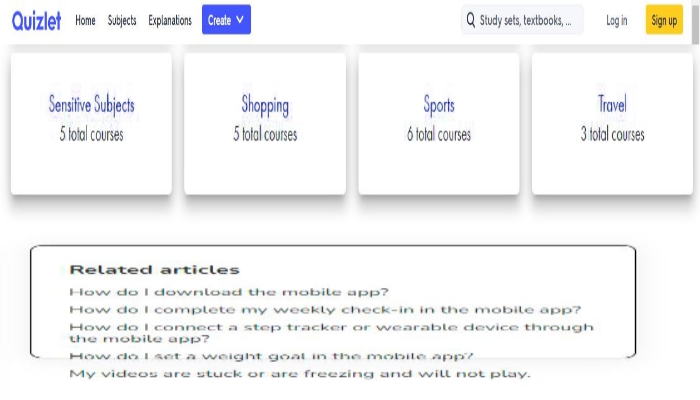 Quizlet Home Subjects Explanations Create Study sets, textbooks, ... Log in Sign up
Sensitive Subjects Shopping Sports Travel
5 total courses 5 total courses 6 total courses 3 total courses
Related articles
How do I download the mobile app?
How do I complete my weekly check-in in the mobile app?
How do I connect a step tracker or wearable device through
the mobile app?
How do I set a weight goal in the mobile app?
My videos are stuck or are freezing and will not play.